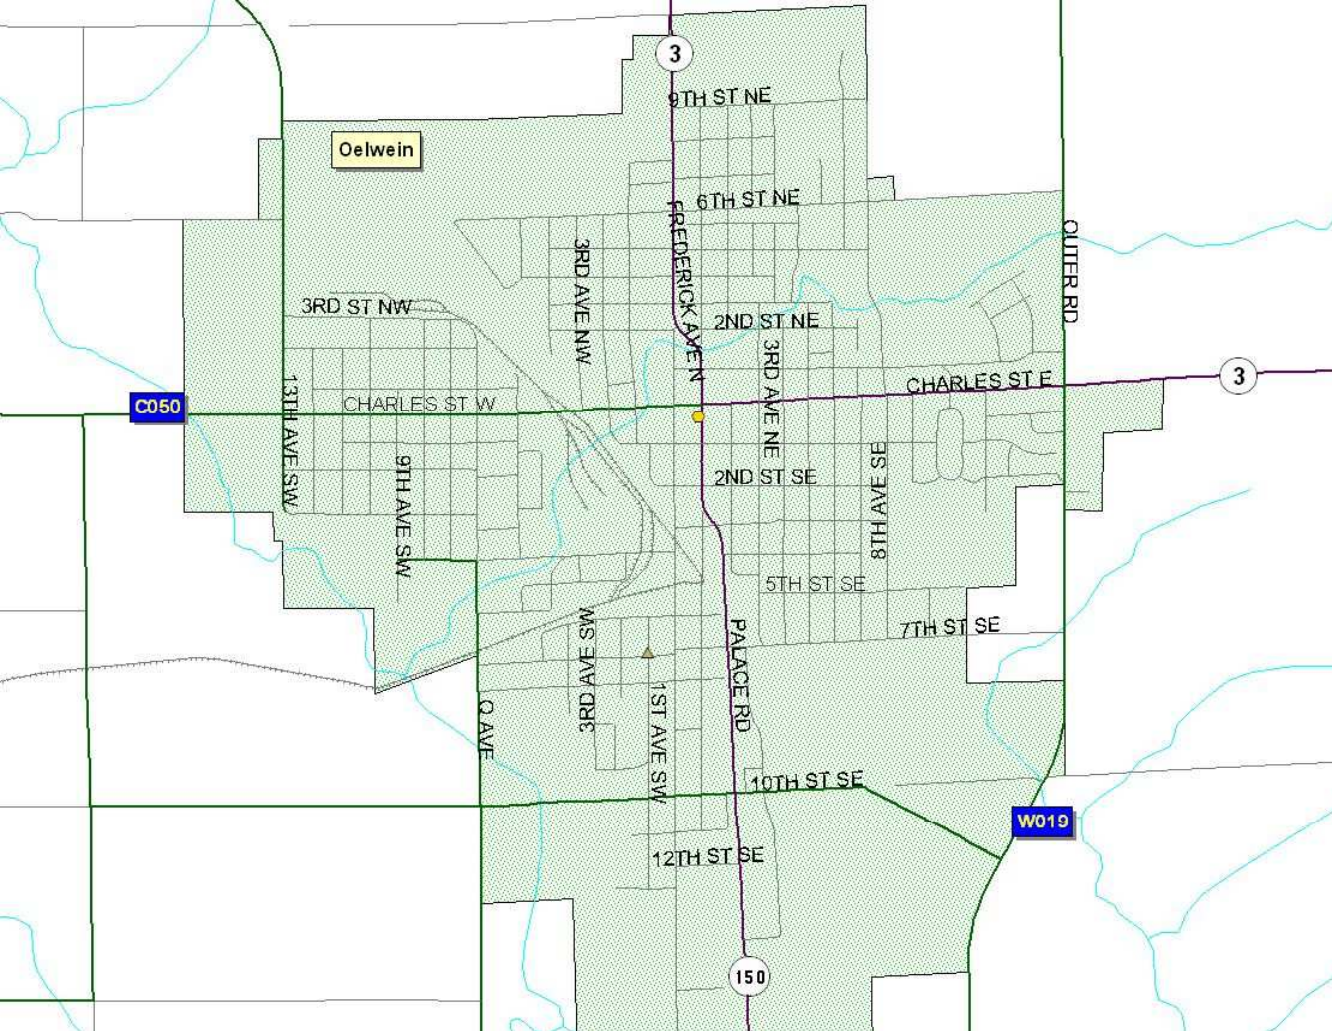 3
9TH ST NE
Oelwein
6TH ST NE
FREDERICK AVE N
OUTER RD
3RD AVE NW
3RD ST NW
2ND ST NE
3RD AVE NE
CHARLES ST E
3
13TH AVE SW
C050
CHARLES ST W
9TH AVE SW
2ND ST SE
8TH AVE SE
5TH ST SE
7TH ST SE
3RD AVE SW
PALACE RD
1ST AVE SW
Q AVE
10TH ST SE
W019
12TH ST SE
150